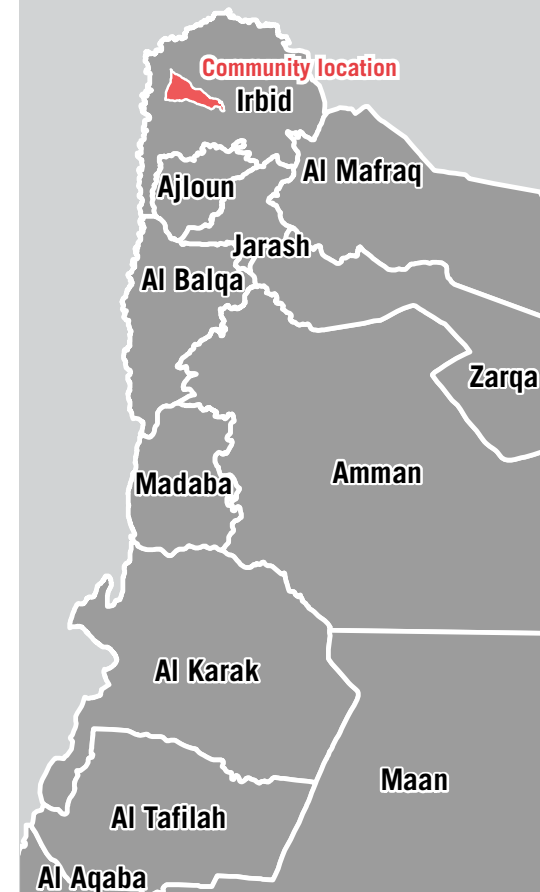 Community location
Irbid
Al Mafraq
Ajloun
Jarash
Al Balqa
Zarqa
Amman
Madaba
Al Karak
Maan
Al Tafilah
Al Aqaba